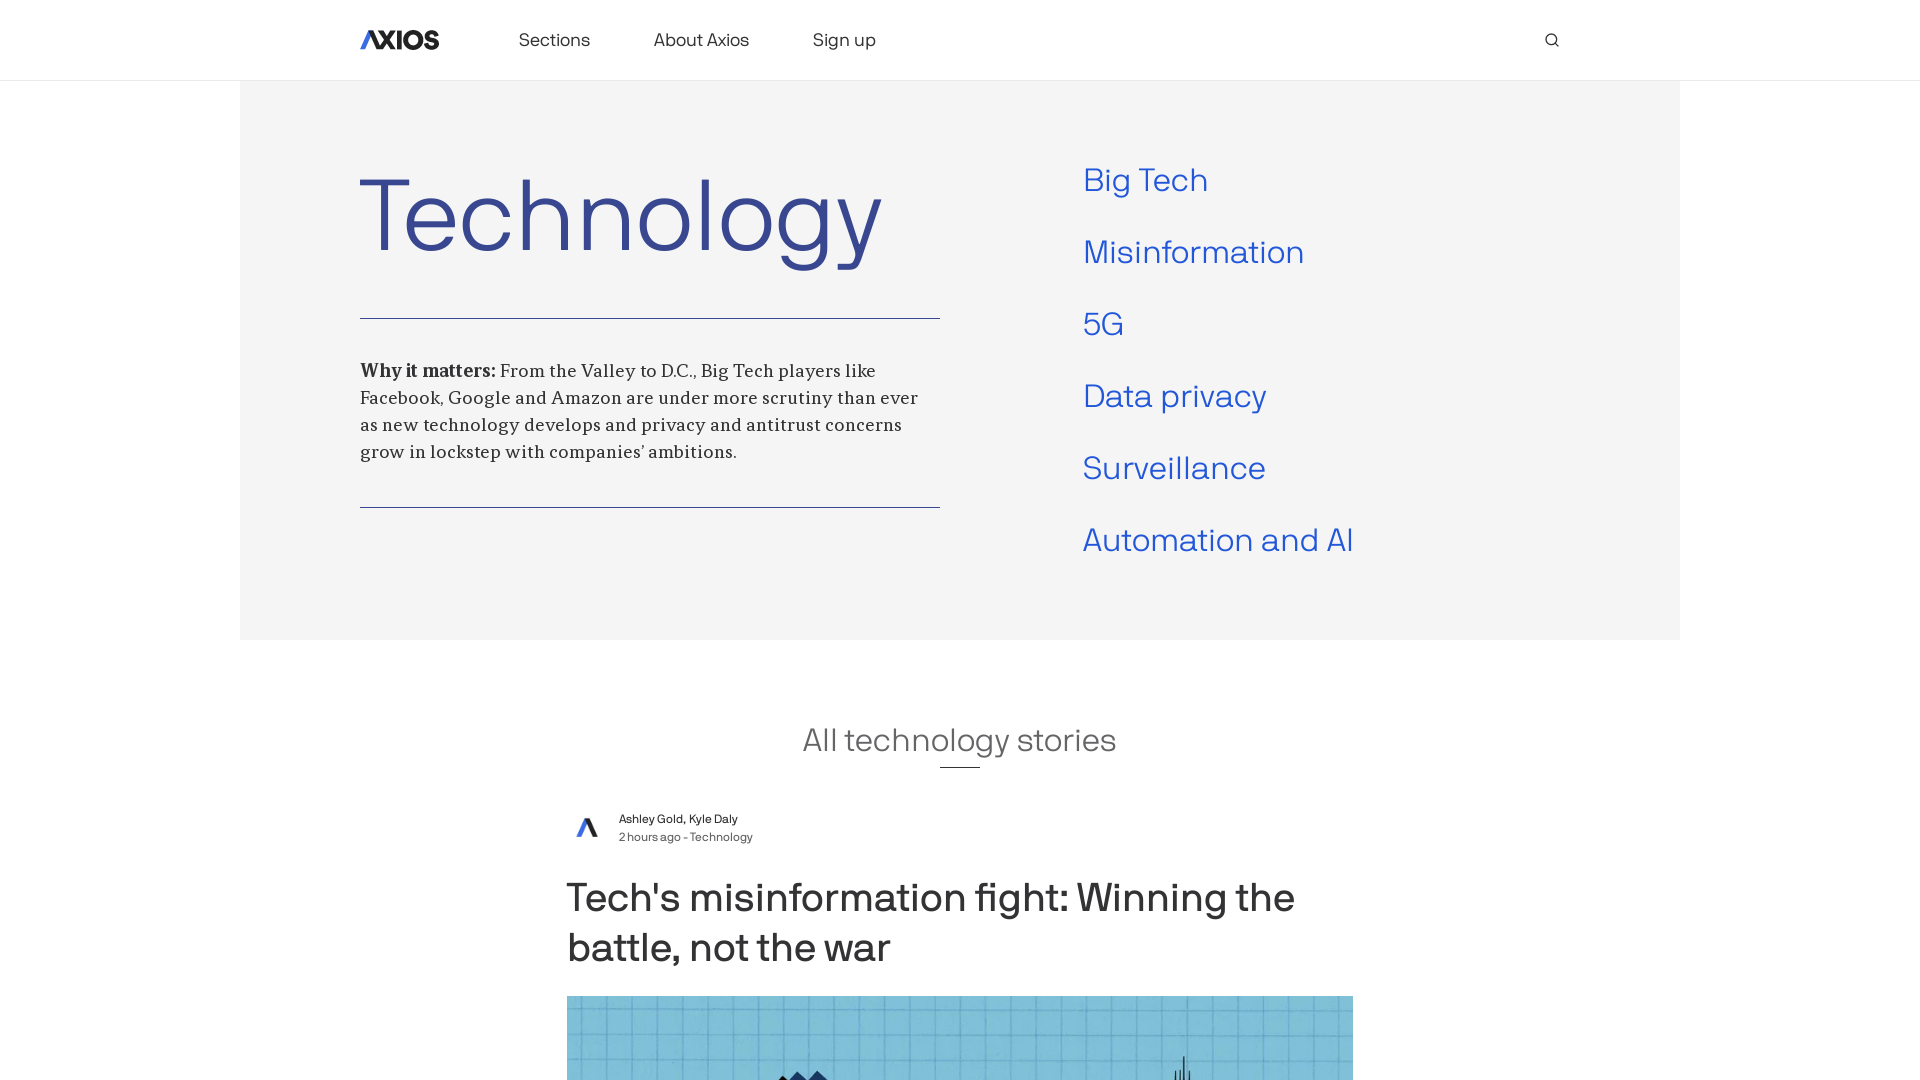 AXIOS
Sections
About Axios
Sign up
Technology
Why it matters: From the Valley to D.C., Big Tech players like
Facebook, Google and Amazon are under more scrutiny than ever
as new technology develops and privacy and antitrust concerns
grow in lockstep with companies’ ambitions.
Big Tech
Misinformation
5G
Data privacy
Surveillance
Automation and AI
All technology stories
Ashley Gold, Kyle Daly
2 hours ago - Technology
Tech's misinformation fight: Winning the
battle, not the war